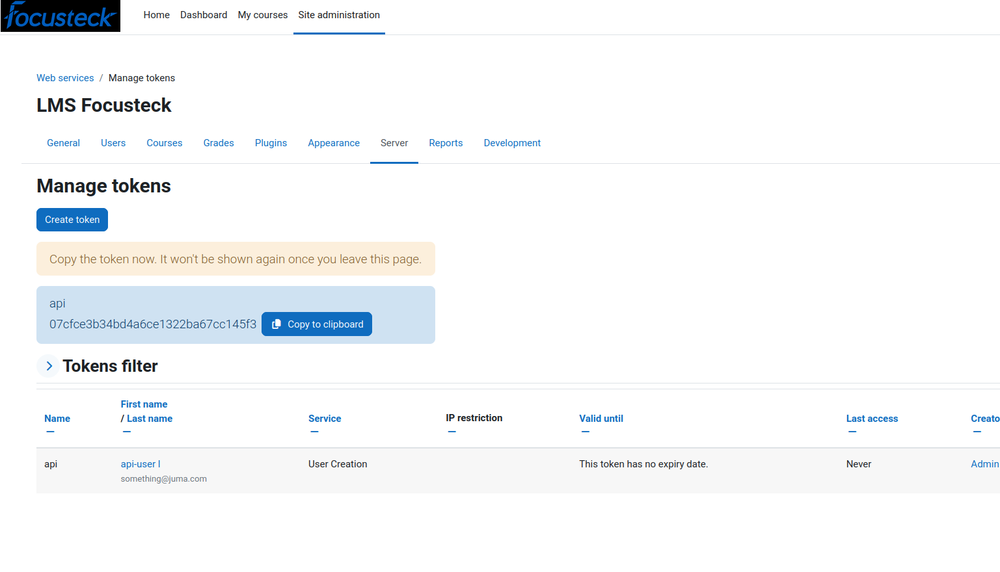 Focusteck
Home Dashboard My courses Site administration
Web services / Manage tokens
LMS Focusteck
General Users Courses Grades Plugins Appearance Server Reports Development
Manage tokens
Create token
Copy the token now. It won't be shown again once you leave this page.
api
07cfce3b34bd4a6ce1322ba67cc145f3 Copy to clipboard
Tokens filter
First name
Name / Last name Service IP restriction Valid until Last access Creato
api api-user l User Creation This token has no expiry date. Never Admin
something@juma.com